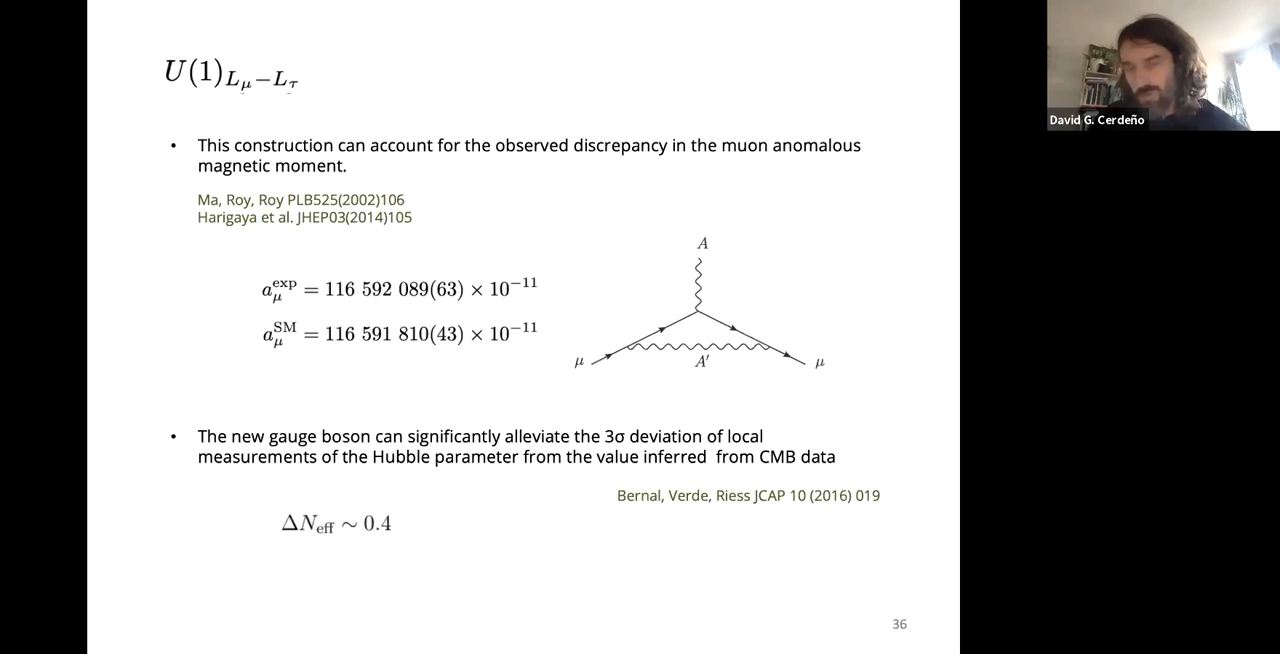 U(1)_{L_μ−L_τ}
• This construction can account for the observed discrepancy in the muon anomalous
magnetic moment.
Ma, Roy, Roy PLB525(2002)106
Harigaya et al. JHEP03(2014)105
a_μ^{exp} = 116 592 089(63) × 10^{−11}
a_μ^{SM} = 116 591 810(43) × 10^{−11}
A
μ
A′
μ
• The new gauge boson can significantly alleviate the 3σ deviation of local
measurements of the Hubble parameter from the value inferred from CMB data
Bernal, Verde, Riess JCAP 10 (2016) 019
ΔN_{eff} ∼ 0.4
36
David G. Cerdeño